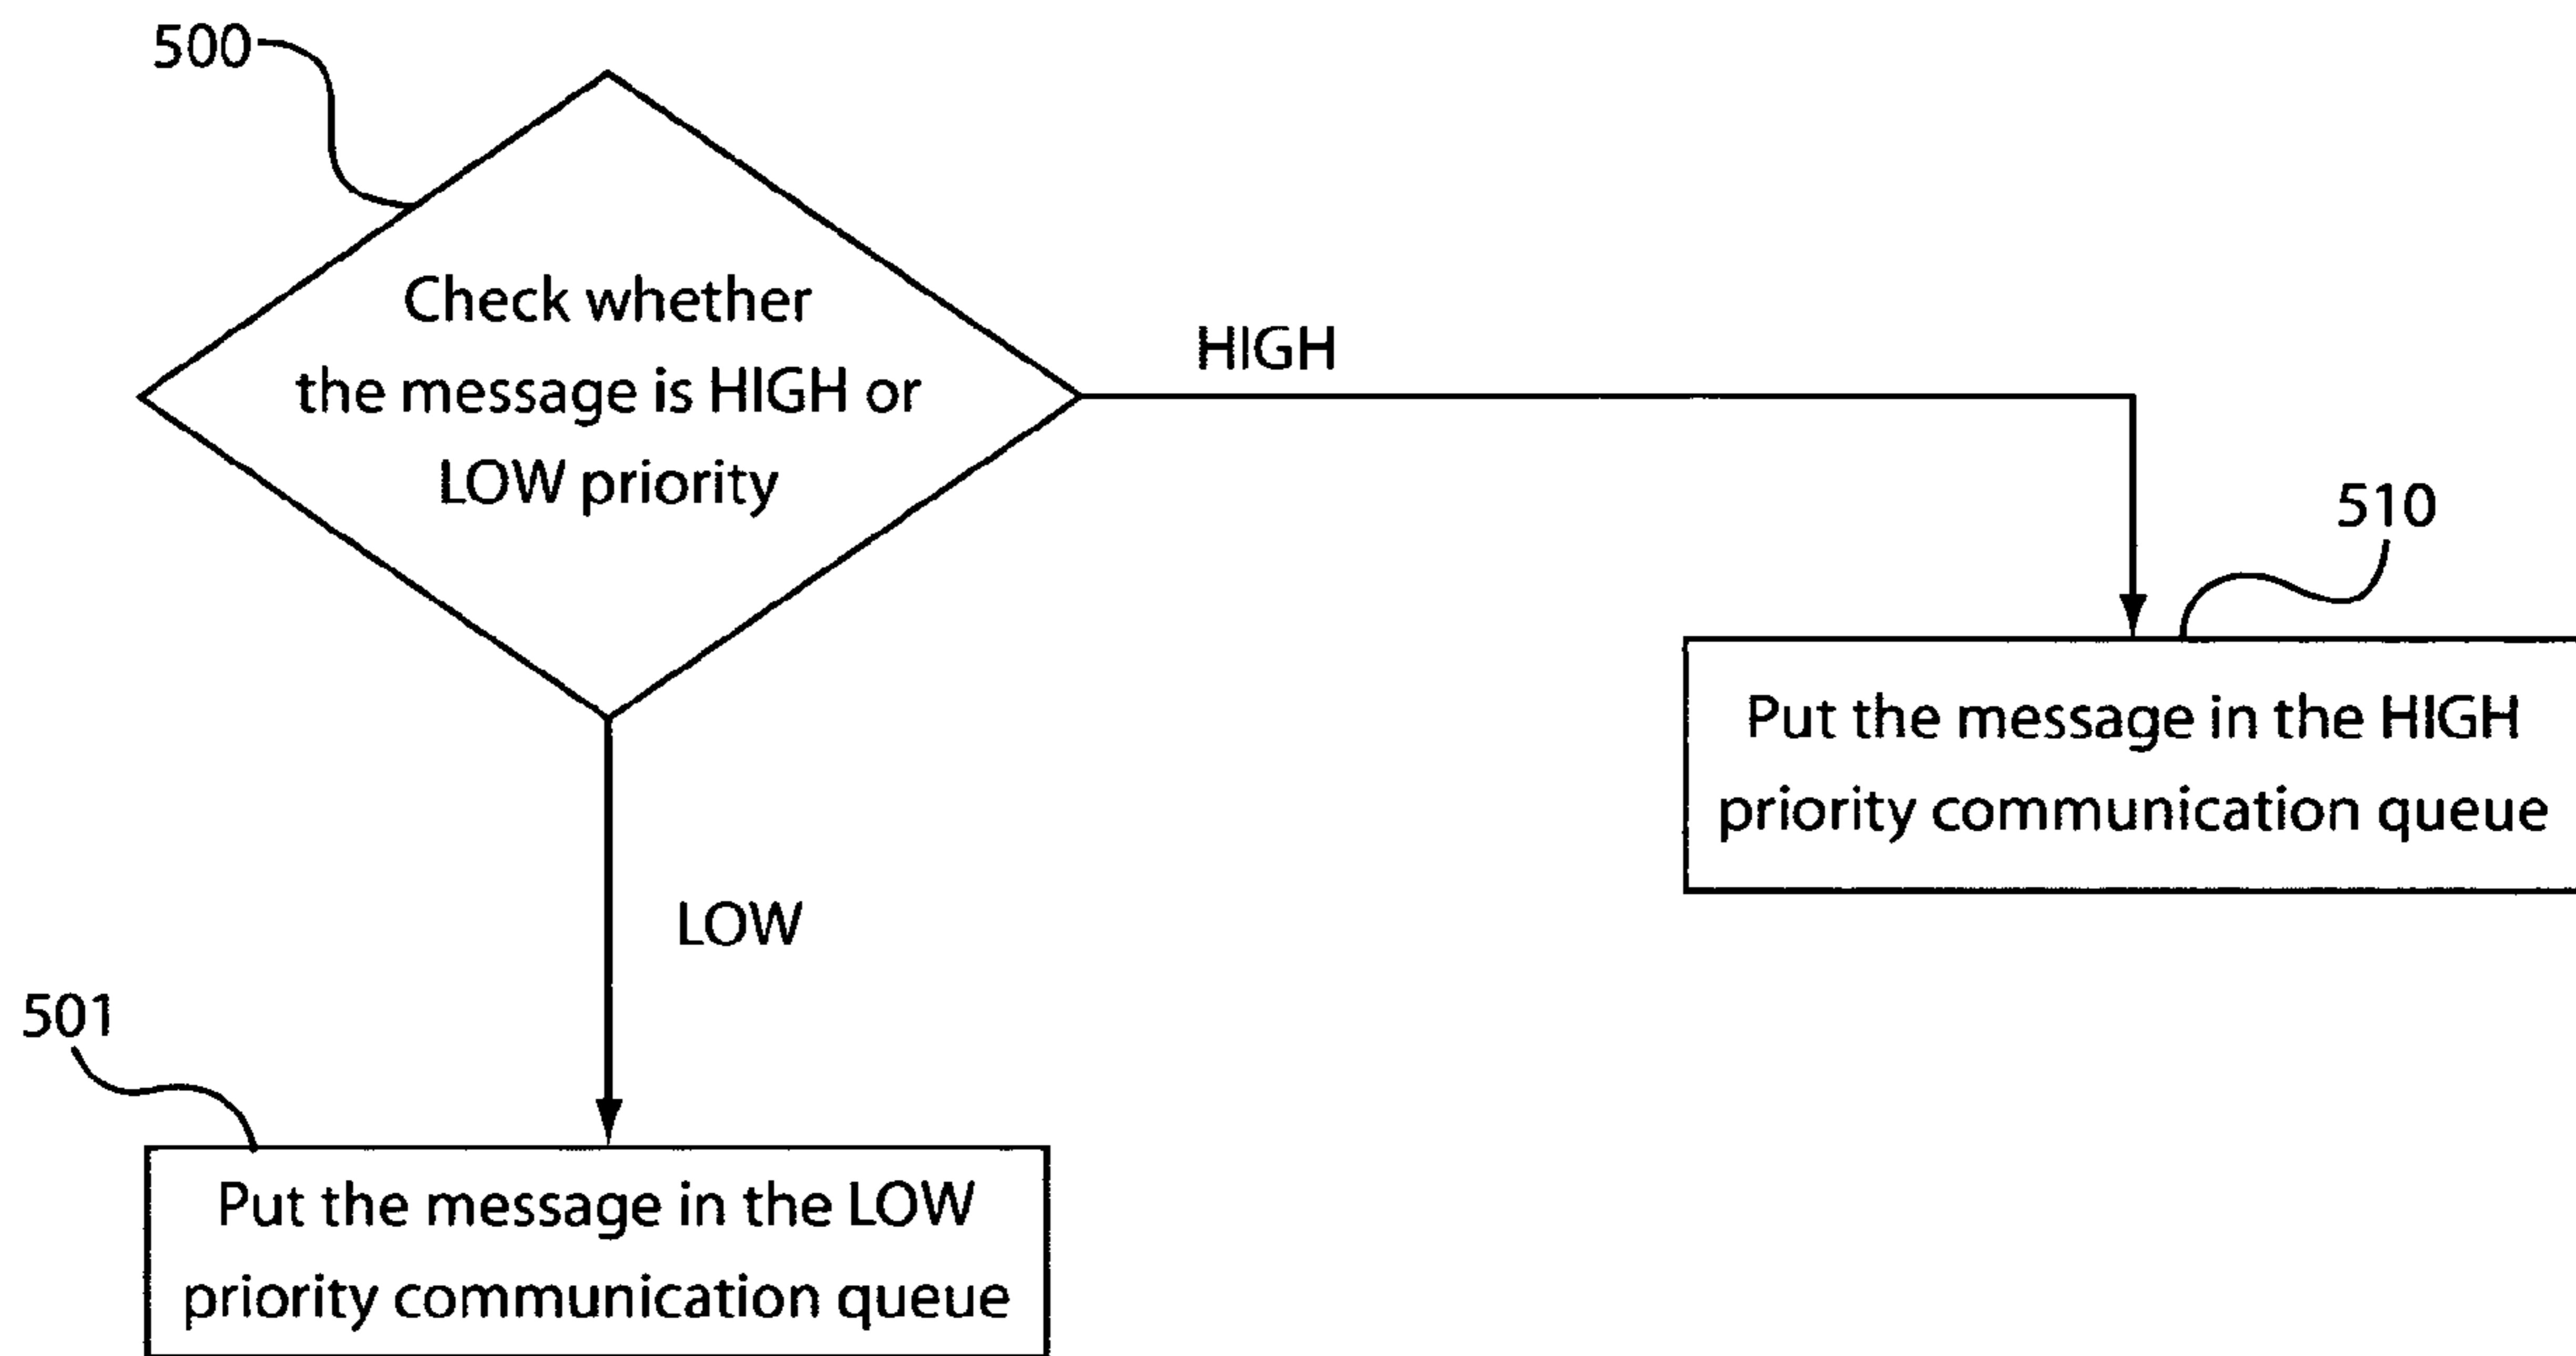 500
Check whether
the message is HIGH or
LOW priority
HIGH
510
Put the message in the HIGH
priority communication queue
LOW
501
Put the message in the LOW
priority communication queue